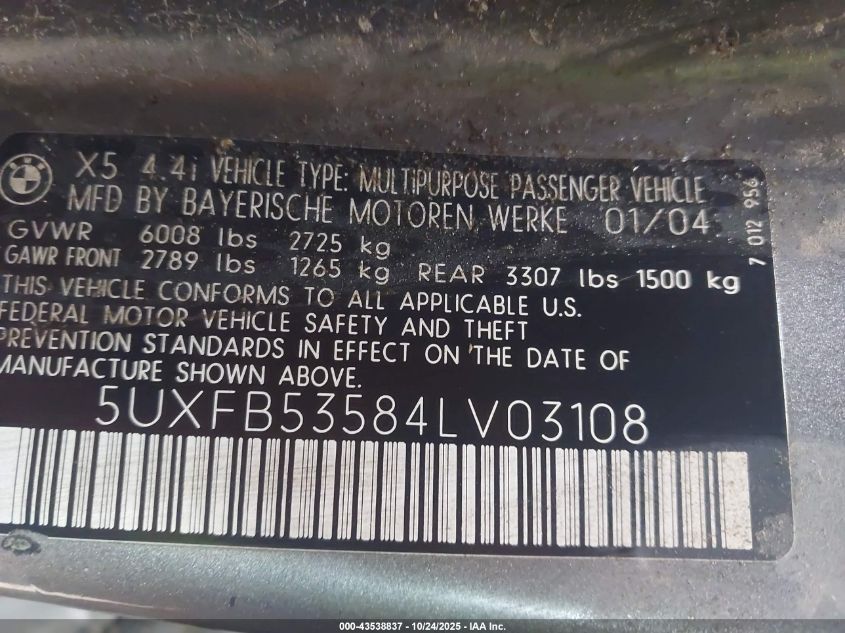 X5 4.4i VEHICLE TYPE: MULTIPURPOSE PASSENGER VEHICLE
MFD BY BAYERISCHE MOTOREN WERKE 01/04
GVWR 6008 lbs 2725 kg
GAWR FRONT 2789 lbs 1265 kg REAR 3307 lbs 1500 kg
THIS VEHICLE CONFORMS TO ALL APPLICABLE U.S.
FEDERAL MOTOR VEHICLE SAFETY AND THEFT
PREVENTION STANDARDS IN EFFECT ON THE DATE OF
MANUFACTURE SHOWN ABOVE.
5UXFB53584LV03108
7 012 956
000-43538837 - 10/24/2025 - IAA Inc.